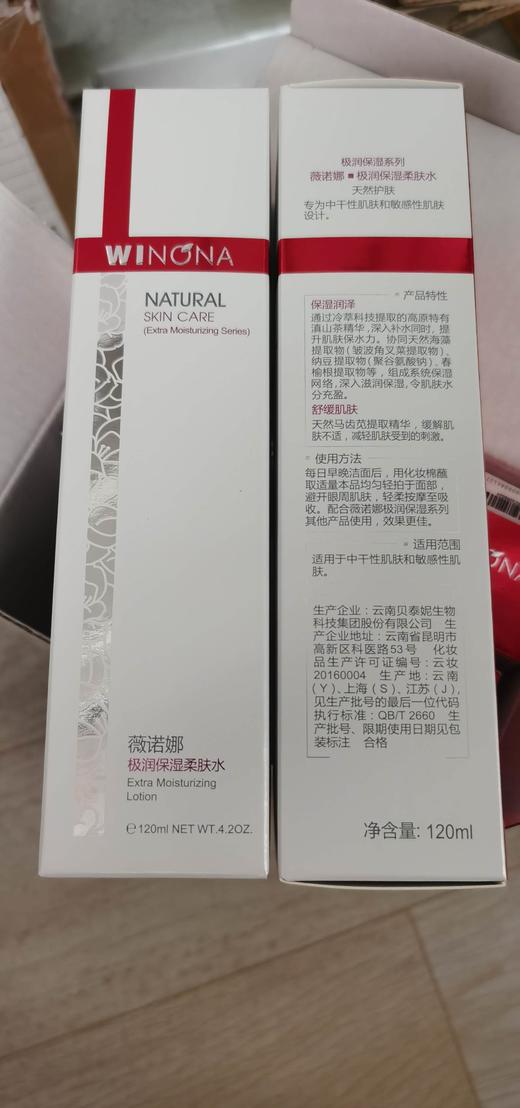 WINONA
NATURAL
SKIN CARE
(Extra Moisturizing Series)
薇诺娜
极润保湿柔肤水
Extra Moisturizing
Lotion
℮120ml NET WT.4.2OZ.
极润保湿系列
薇诺娜■极润保湿柔肤水
天然护肤
专为中干性肌肤和敏感性肌肤
设计。
产品特性
保湿润泽
通过冷萃科技提取的高原特有
滇山茶精华,深入补水同时,提
升肌肤保水力。协同天然海藻
提取物(皱波角叉菜提取物)、
纳豆提取物(聚谷氨酸钠)、春
榆根提取物等,组成系统保湿
网络,深入滋润保湿,令肌肤水
分充盈。
舒缓肌肤
天然马齿苋提取精华,缓解肌
肤不适,减轻肌肤受到的刺激。
使用方法
每日早晚洁面后,用化妆棉蘸
取适量本品均匀轻拍于面部,
避开眼周肌肤,轻柔按摩至吸
收。配合薇诺娜极润保湿系列
其他产品使用,效果更佳。
适用范围
适用于中干性肌肤和敏感性肌
肤。
生产企业:云南贝泰妮生物
科技集团股份有限公司 生
产企业地址:云南省昆明市
高新区科医路53号 化妆
品生产许可证编号:云妆
20160004 生产地:云南
(Y)、上海(S)、江苏(J),
见生产批号的最后一位代码
执行标准:QB/T 2660 生
产批号、限期使用日期见包
装标注 合格
净含量: 120ml
WINONA